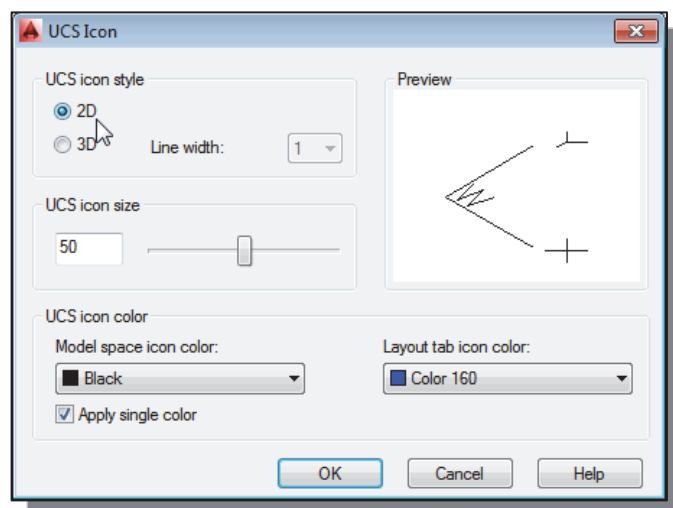 UCS Icon
UCS icon style
2D
3D
Line width:
1
Preview
W
UCS icon size
50
UCS icon color
Model space icon color:
Black
Apply single color
Layout tab icon color:
Color 160
OK
Cancel
Help